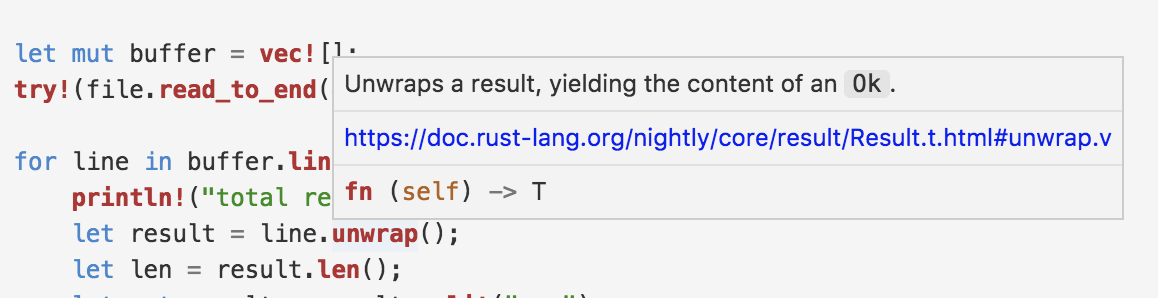 let mut buffer = vec![];
try!(file.read_to_end(
Unwraps a result, yielding the content of an Ok.
https://doc.rust-lang.org/nightly/core/result/Result.t.html#unwrap.v
fn (self) -> T
for line in buffer.lin
println!("total re
let result = line.unwrap();
let len = result.len();